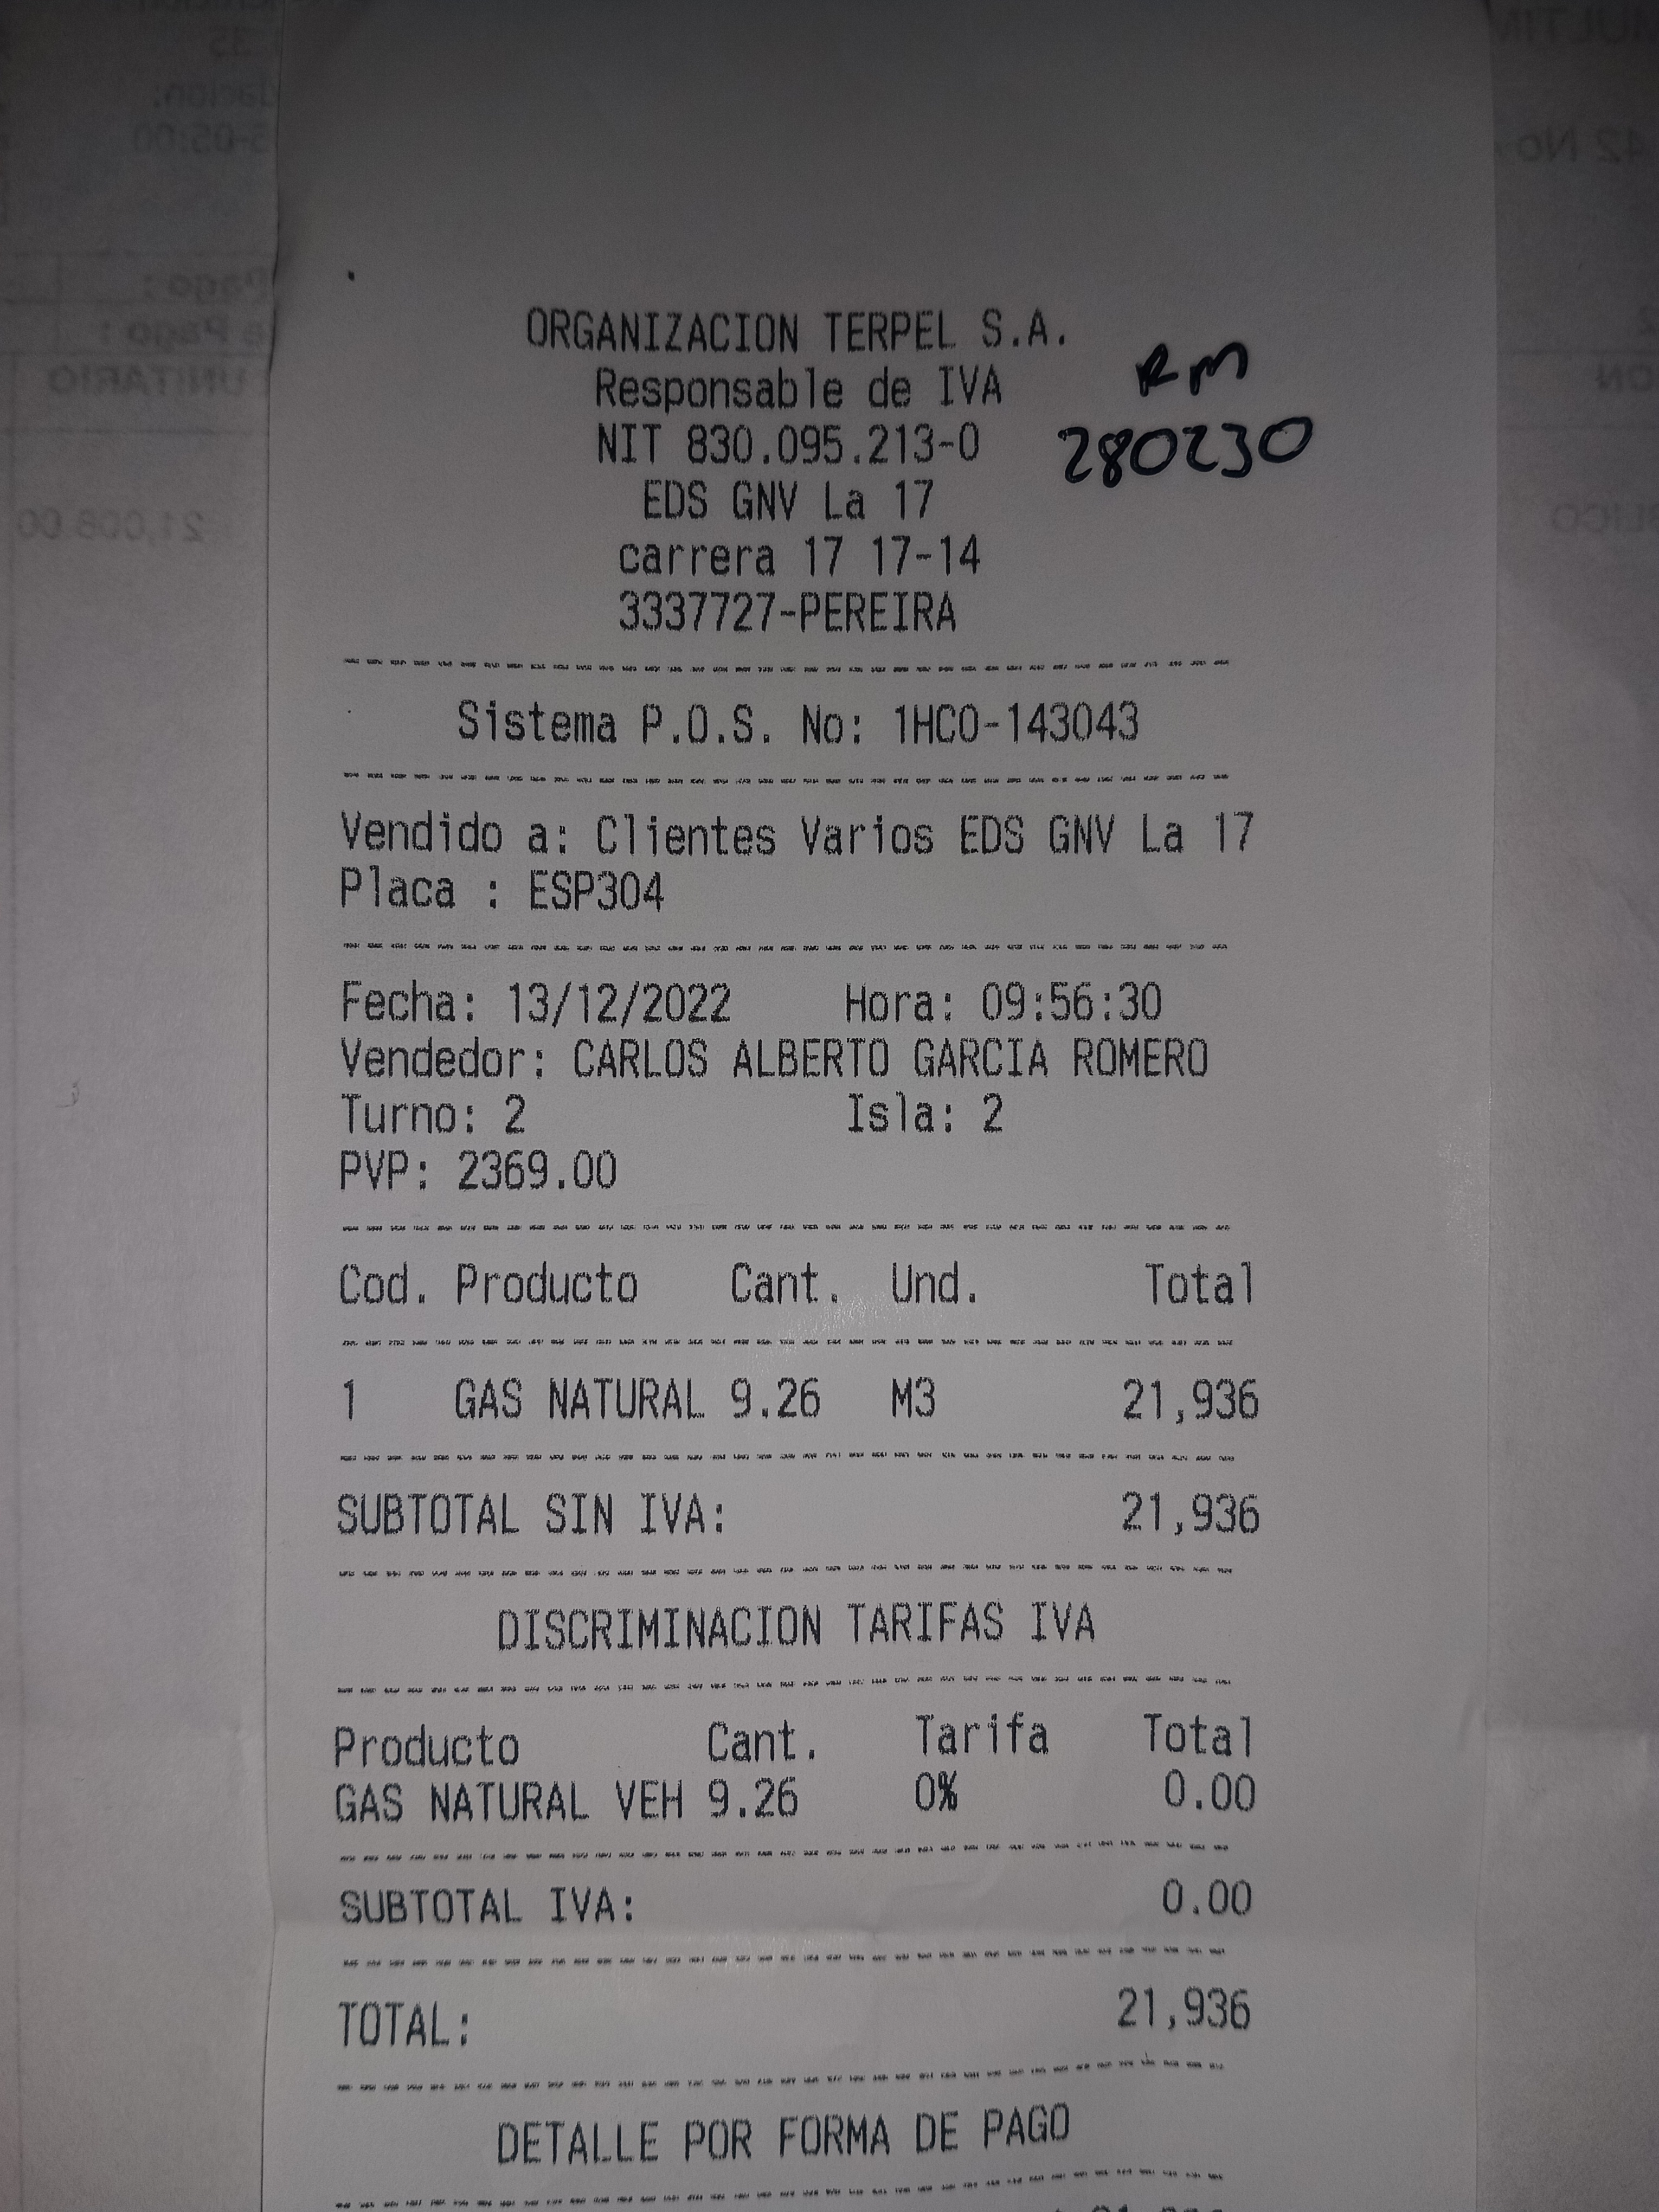 ORGANIZACION TERPEL S.A.
Responsable de IVA
RM
NIT 830.095.213-0
280230
EDS GNV La 17
carrera 17 17-14
3337727-PEREIRA
Sistema P.O.S. No: 1HCO-143043
Vendido a: Clientes Varios EDS GNV La 17
Placa : ESP304
Fecha: 13/12/2022 Hora: 09:56:30
Vendedor: CARLOS ALBERTO GARCIA ROMERO
Turno: 2 Isla: 2
PVP: 2369.00
Cod. Producto Cant. Und. Total
1 GAS NATURAL 9.26 M3 21,936
SUBTOTAL SIN IVA: 21,936
DISCRIMINACION TARIFAS IVA
Producto Cant. Tarifa Total
GAS NATURAL VEH 9.26 0% 0.00
SUBTOTAL IVA: 0.00
TOTAL: 21,936
DETALLE POR FORMA DE PAGO